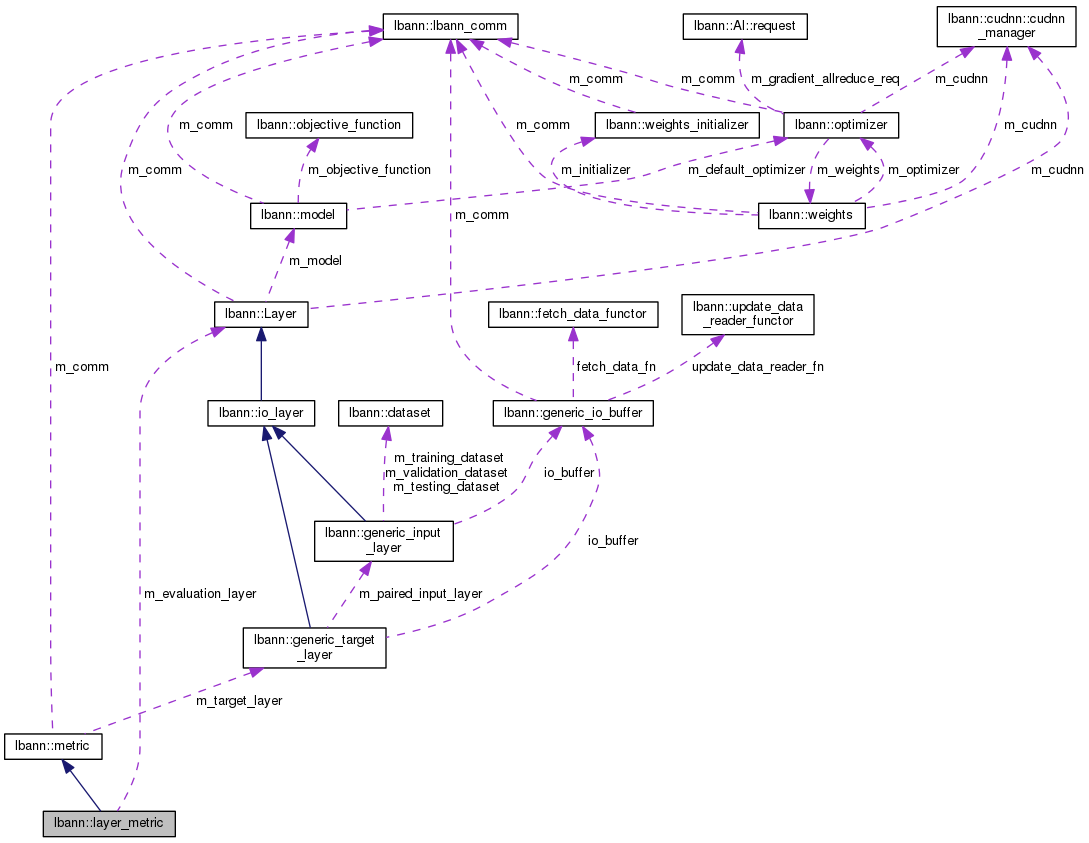 lbann::lbann_comm
lbann::Al::request
lbann::cudnn::cudnn
_manager
m_comm
m_comm
m_gradient_allreduce_req
m_cudnn
m_comm
lbann::objective_function
m_comm
lbann::weights_initializer
lbann::optimizer
m_cudnn
m_comm
m_objective_function
m_initializer
m_default_optimizer
m_weights
m_optimizer
m_cudnn
lbann::model
m_comm
lbann::weights
m_model
lbann::Layer
lbann::fetch_data_functor
lbann::update_data
_reader_functor
m_comm
fetch_data_fn
update_data_reader_fn
lbann::io_layer
lbann::dataset
lbann::generic_io_buffer
m_training_dataset
m_validation_dataset
m_testing_dataset
io_buffer
lbann::generic_input
_layer
io_buffer
m_evaluation_layer
m_paired_input_layer
lbann::generic_target
_layer
m_target_layer
lbann::metric
lbann::layer_metric